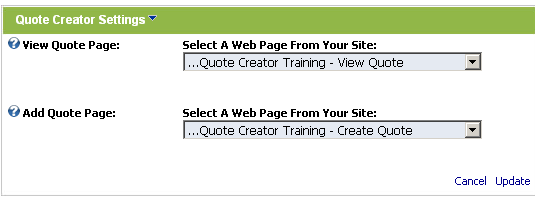 Quote Creator Settings
View Quote Page: Select A Web Page From Your Site:
...Quote Creator Training - View Quote
Add Quote Page: Select A Web Page From Your Site:
...Quote Creator Training - Create Quote
Cancel Update